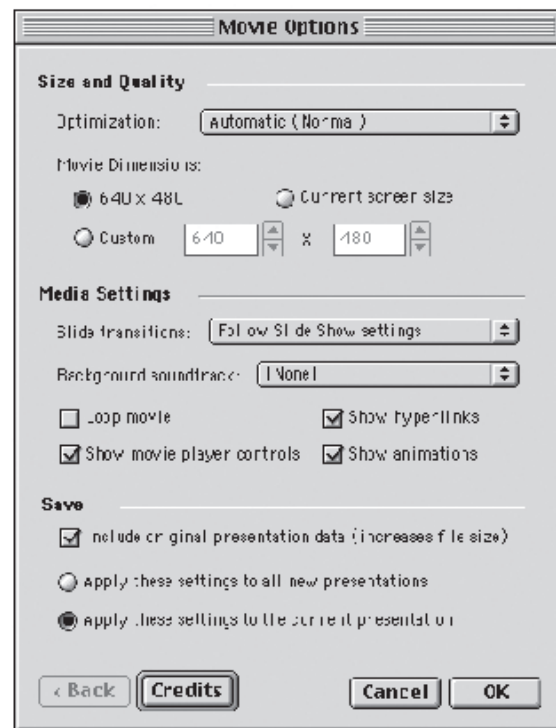 Movie Options
Size and Quality
Optimization: Automatic (Normal)
Movie Dimensions:
640 x 480 Current screen size
Custom 640 X 480
Media Settings
Slide transitions: Follow Slide Show settings
Background soundtrack: [None]
Loop movie Show hyperlinks
Show movie player controls Show animations
Save
Include original presentation data (increases file size)
Apply these settings to all new presentations
Apply these settings to the current presentation
< Back Credits Cancel OK